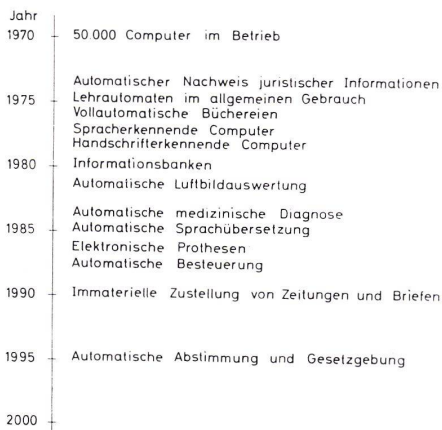 Jahr
1970 50.000 Computer im Betrieb
Automatischer Nachweis juristischer Informationen
1975 Lehrautomaten im allgemeinen Gebrauch
Vollautomatische Büchereien
Spracherkennende Computer
Handschrifterkennende Computer
1980 Informationsbanken
Automatische Luftbildauswertung
Automatische medizinische Diagnose
1985 Automatische Sprachübersetzung
Elektronische Prothesen
Automatische Besteuerung
1990 Immaterielle Zustellung von Zeitungen und Briefen
1995 Automatische Abstimmung und Gesetzgebung
2000